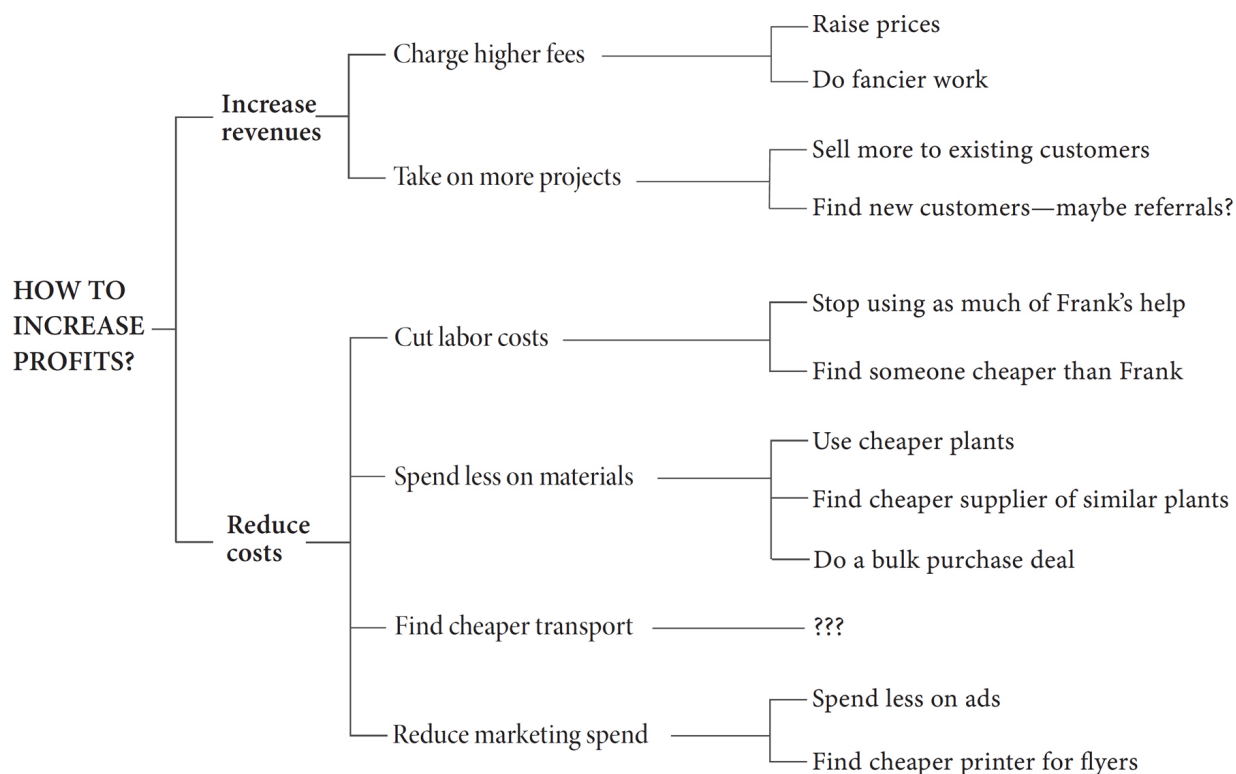 HOW TO
INCREASE
PROFITS?
Increase
revenues
Charge higher fees
Raise prices
Do fancier work
Take on more projects
Sell more to existing customers
Find new customers—maybe referrals?
Reduce
costs
Cut labor costs
Stop using as much of Frank’s help
Find someone cheaper than Frank
Spend less on materials
Use cheaper plants
Find cheaper supplier of similar plants
Do a bulk purchase deal
Find cheaper transport
???
Reduce marketing spend
Spend less on ads
Find cheaper printer for flyers